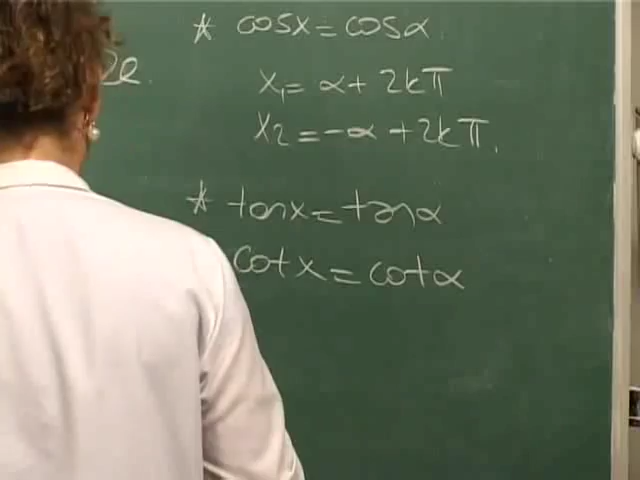 * cosx = cosα
x₁ = α + 2kπ
x₂ = -α + 2kπ.
* tanx = tanα
cotx = cotα